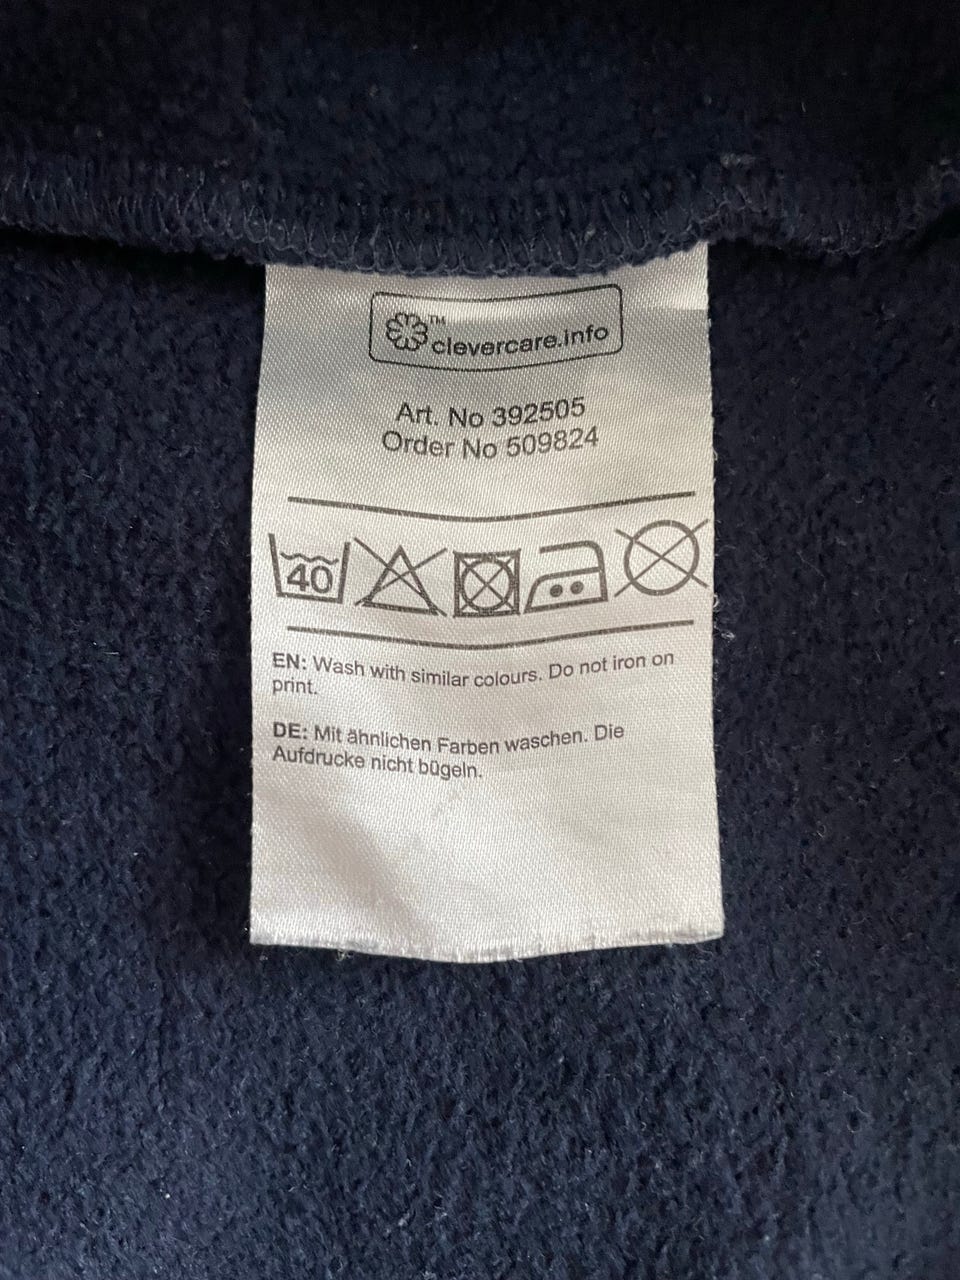 TM
clevercare.info
Art. No 392505
Order No 509824
40
EN: Wash with similar colours. Do not iron on
print.
DE: Mit ähnlichen Farben waschen. Die
Aufdrucke nicht bügeln.